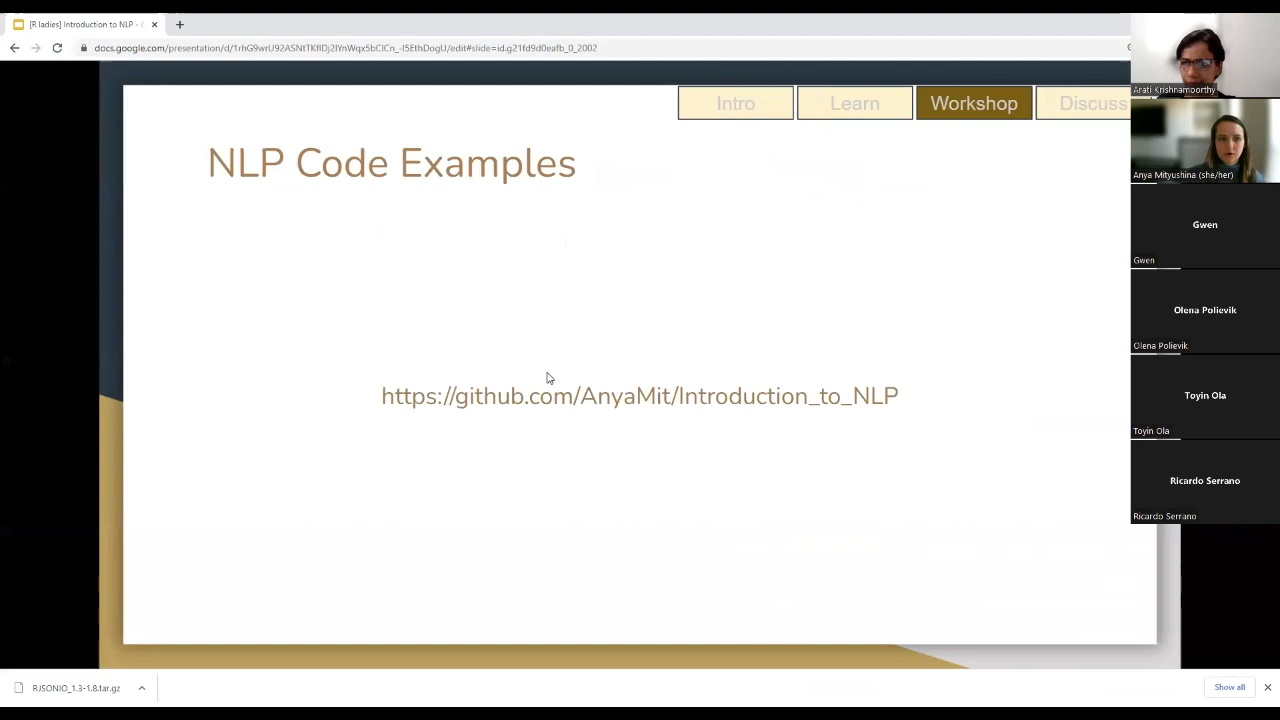 [R ladies] Introduction to NLP -
docs.google.com/presentation/d/1rhG9wrU92ASNtTKflDj2lYnWqx5bClCn_-I5EthDogU/edit#slide=id.g21fd9d0eafb_0_2002
Intro
Learn
Workshop
Discuss
NLP Code Examples
https://github.com/AnyaMit/Introduction_to_NLP
Arati Krishnamoorthy
Anya Mityushina (she/her)
Gwen
Gwen
Olena Polievik
Olena Polievik
Toyin Ola
Toyin Ola
Ricardo Serrano
Ricardo Serrano
RJSONIO_1.3-1.8.tar.gz
Show all